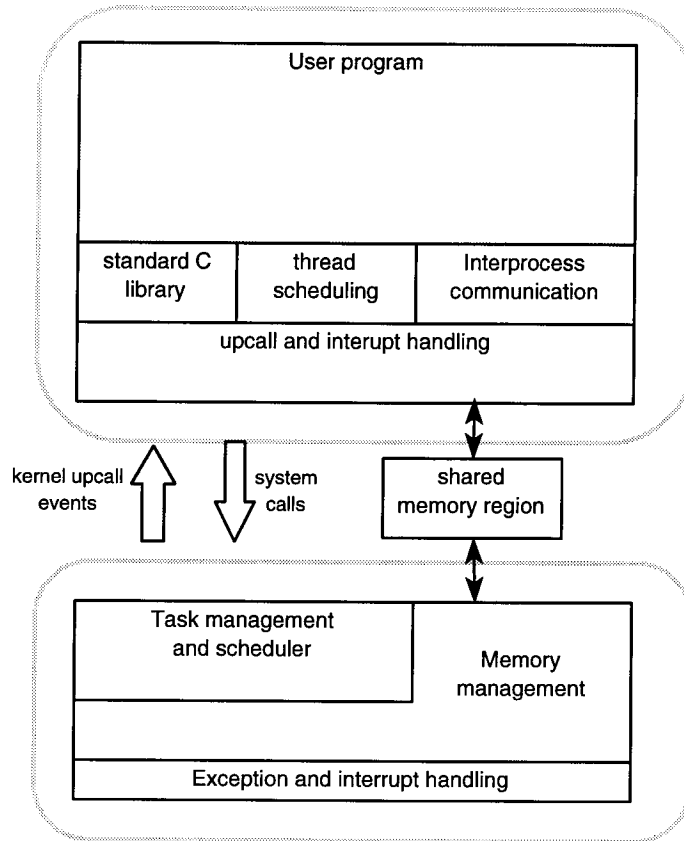 User program
standard C
library
thread
scheduling
Interprocess
communication
upcall and interupt handling
kernel upcall
events
system
calls
shared
memory region
Task management
and scheduler
Memory
management
Exception and interrupt handling